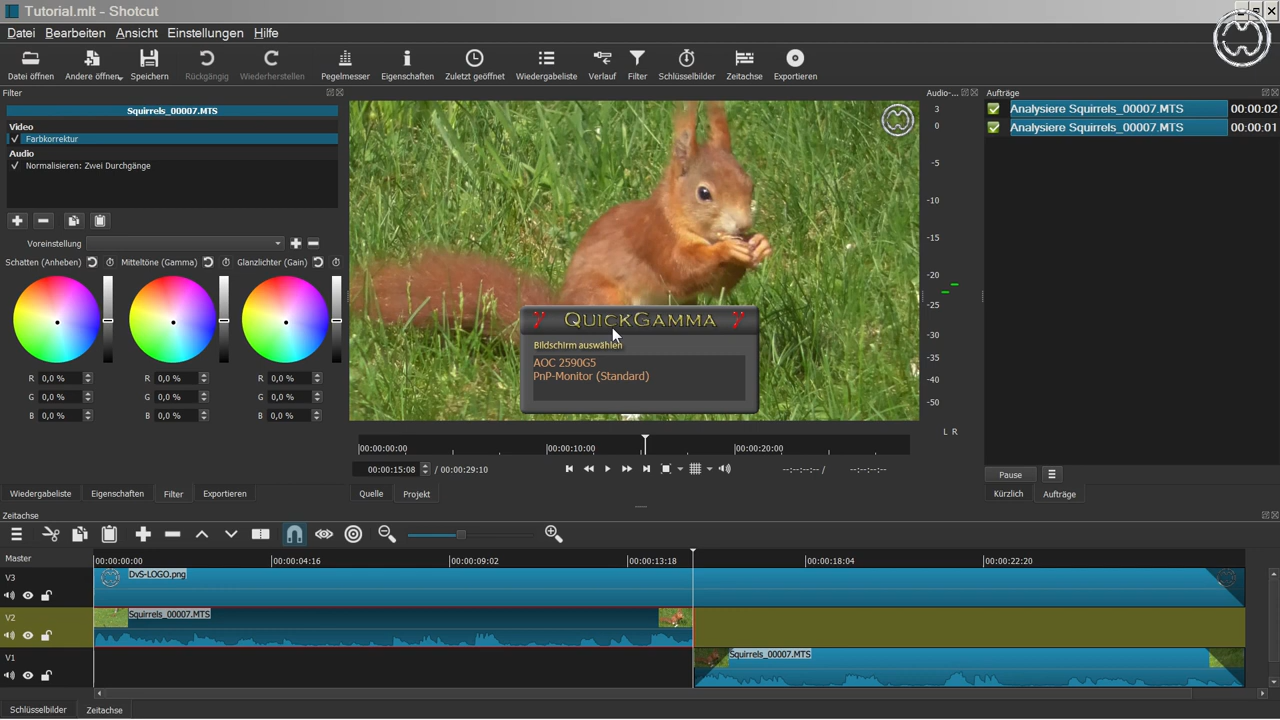 Tutorial.mlt - Shotcut
Datei Bearbeiten Ansicht Einstellungen Hilfe
Datei öffnen Andere öffnen Speichern Rückgängig Wiederherstellen Pegelmesser Eigenschaften Zuletzt geöffnet Wiedergabeliste Verlauf Filter Schlüsselbilder Zeitachse Exportieren
Filter
Squirrels_00007.MTS
Video
Farbkorrektur
Audio
Normalisieren: Zwei Durchgänge
Voreinstellung
Schatten (Anheben) Mitteltöne (Gamma) Glanzlichter (Gain)
R 0,0 % R 0,0 % R 0,0 %
G 0,0 % G 0,0 % G 0,0 %
B 0,0 % B 0,0 % B 0,0 %
Wiedergabeliste Eigenschaften Filter Exportieren
QUICKGAMMA
Bildschirm auswählen
AOC 2590G5
PnP-Monitor (Standard)
00:00:00:00 00:00:10:00 00:00:20:00
00:00:15:08 / 00:00:29:10 --:--:--:-- / --:--:--:--
Quelle Projekt
Audio-...
3
0
-5
-10
-15
-20
-25
-30
-35
-40
-50
L R
Aufträge
Analysiere Squirrels_00007.MTS 00:00:02
Analysiere Squirrels_00007.MTS 00:00:01
Pause
Kürzlich Aufträge
Zeitachse
Master
00:00:00:00 00:00:04:16 00:00:09:02 00:00:13:18 00:00:18:04 00:00:22:20
V3
DvS-LOGO.png
V2
Squirrels_00007.MTS
V1
Squirrels_00007.MTS
Schlüsselbilder Zeitachse